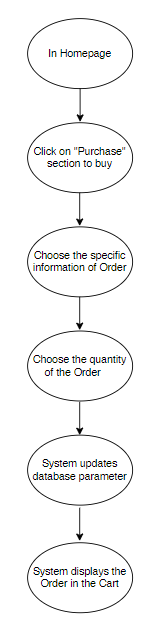 In Homepage
Click on "Purchase"
section to buy
Choose the specific
information of Order
Choose the quantity
of the Order
System updates
database parameter
System displays the
Order in the Cart